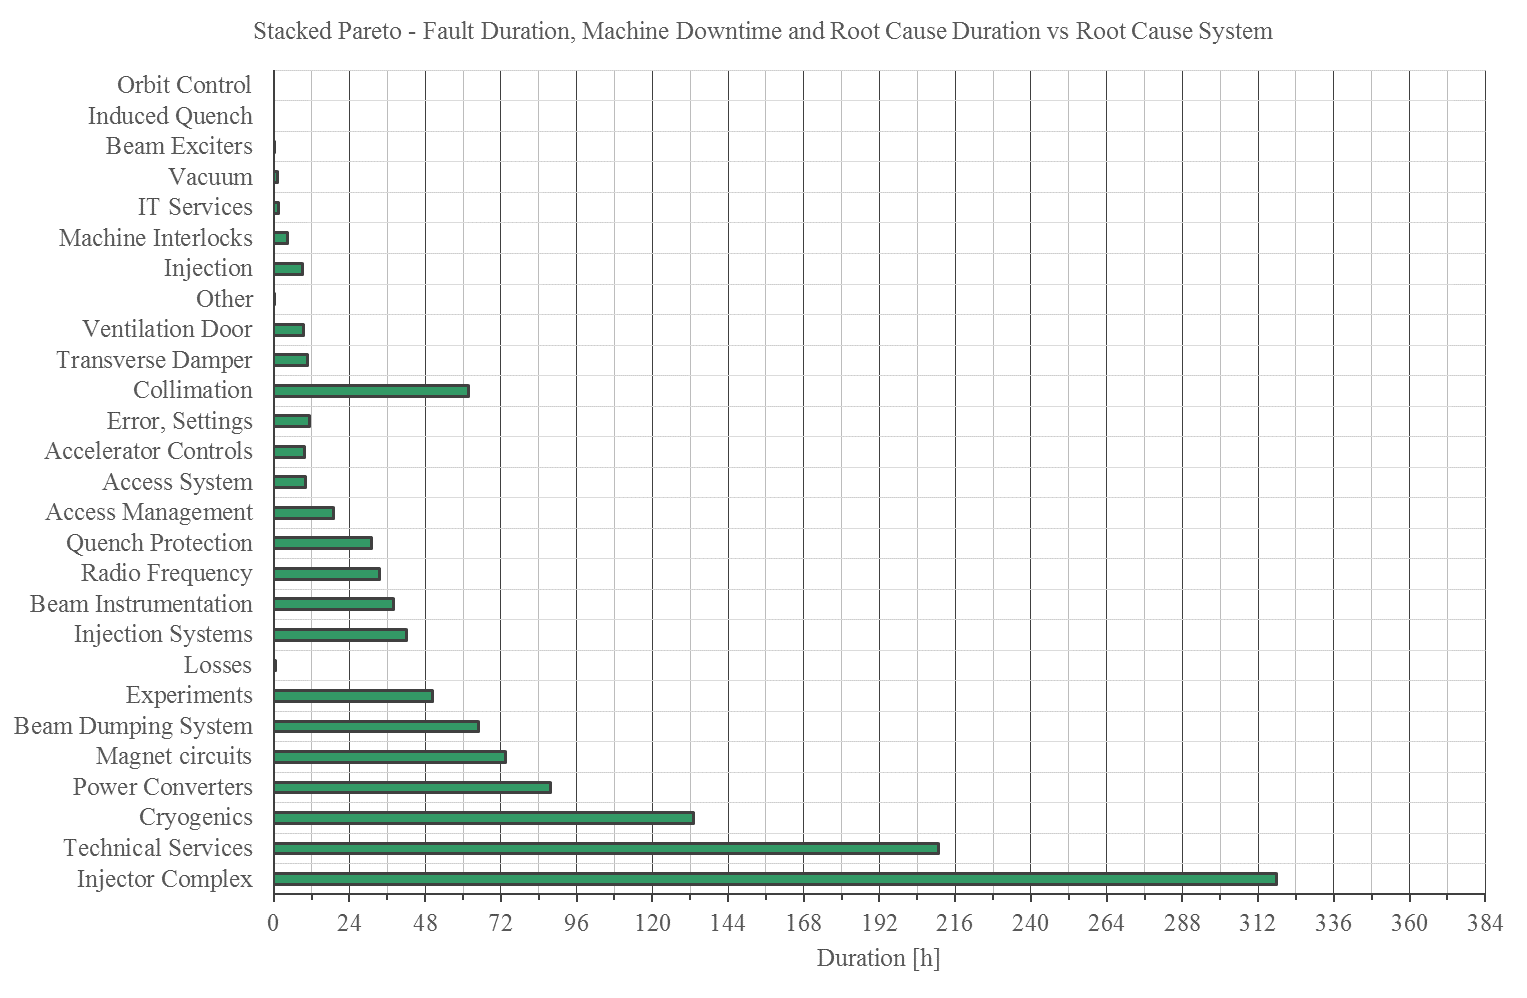 Stacked Pareto - Fault Duration, Machine Downtime and Root Cause Duration vs Root Cause System
Orbit Control
Induced Quench
Beam Exciters
Vacuum
IT Services
Machine Interlocks
Injection
Other
Ventilation Door
Transverse Damper
Collimation
Error, Settings
Accelerator Controls
Access System
Access Management
Quench Protection
Radio Frequency
Beam Instrumentation
Injection Systems
Losses
Experiments
Beam Dumping System
Magnet circuits
Power Converters
Cryogenics
Technical Services
Injector Complex
0 24 48 72 96 120 144 168 192 216 240 264 288 312 336 360 384
Duration [h]